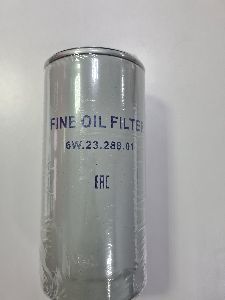 FINE OIL FILTER
6W.23.288.01
EAC